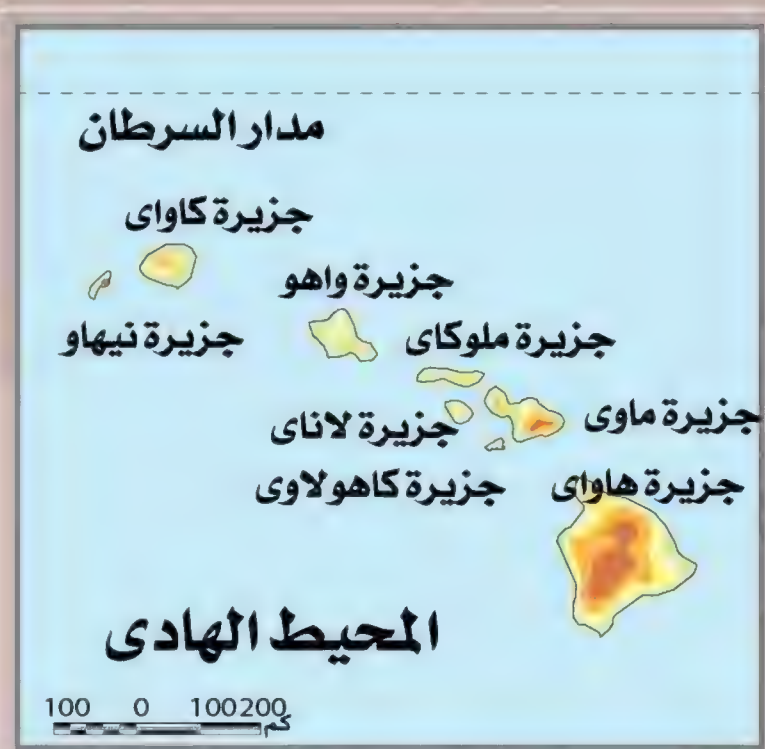 مدار السرطان
جزيرة كاواى
جزيرة واهو
جزيرة نيهاو
جزيرة ملوكاى
جزيرة ماوى
جزيرة لاناى
جزيرة كاهولاوى
جزيرة هاواى
المحيط الهادى
100 0 100200
كم